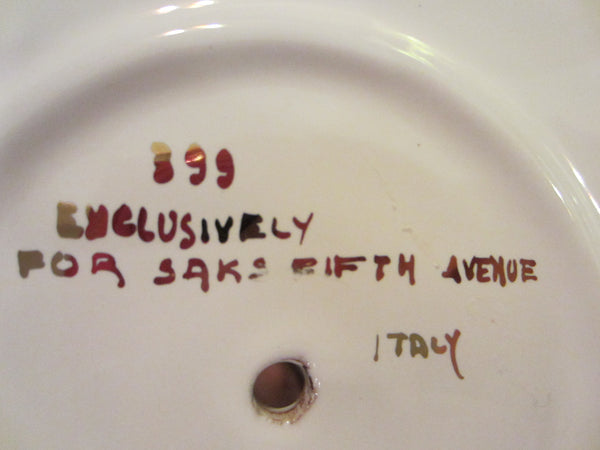 899
EXCLUSIVELY
FOR SAKS FIFTH AVENUE
ITALY